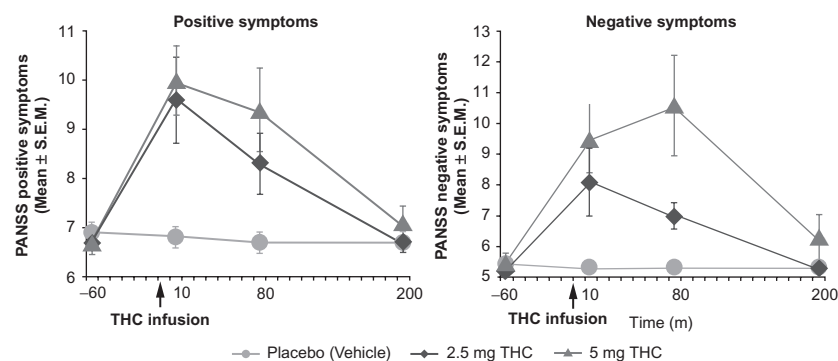 Positive symptoms
PANSS positive symptoms
(Mean ± S.E.M.)
11
10
9
8
7
6
–60
10
80
200
THC infusion
Negative symptoms
PANSS negative symptoms
(Mean ± S.E.M.)
13
12
11
10
9
8
7
6
5
–60
10
80
200
THC infusion
Time (m)
Placebo (Vehicle) 2.5 mg THC 5 mg THC